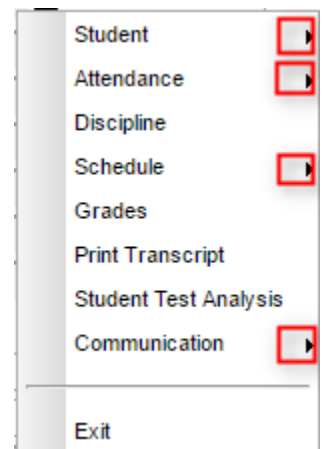 Student
Attendance
Discipline
Schedule
Grades
Print Transcript
Student Test Analysis
Communication
Exit